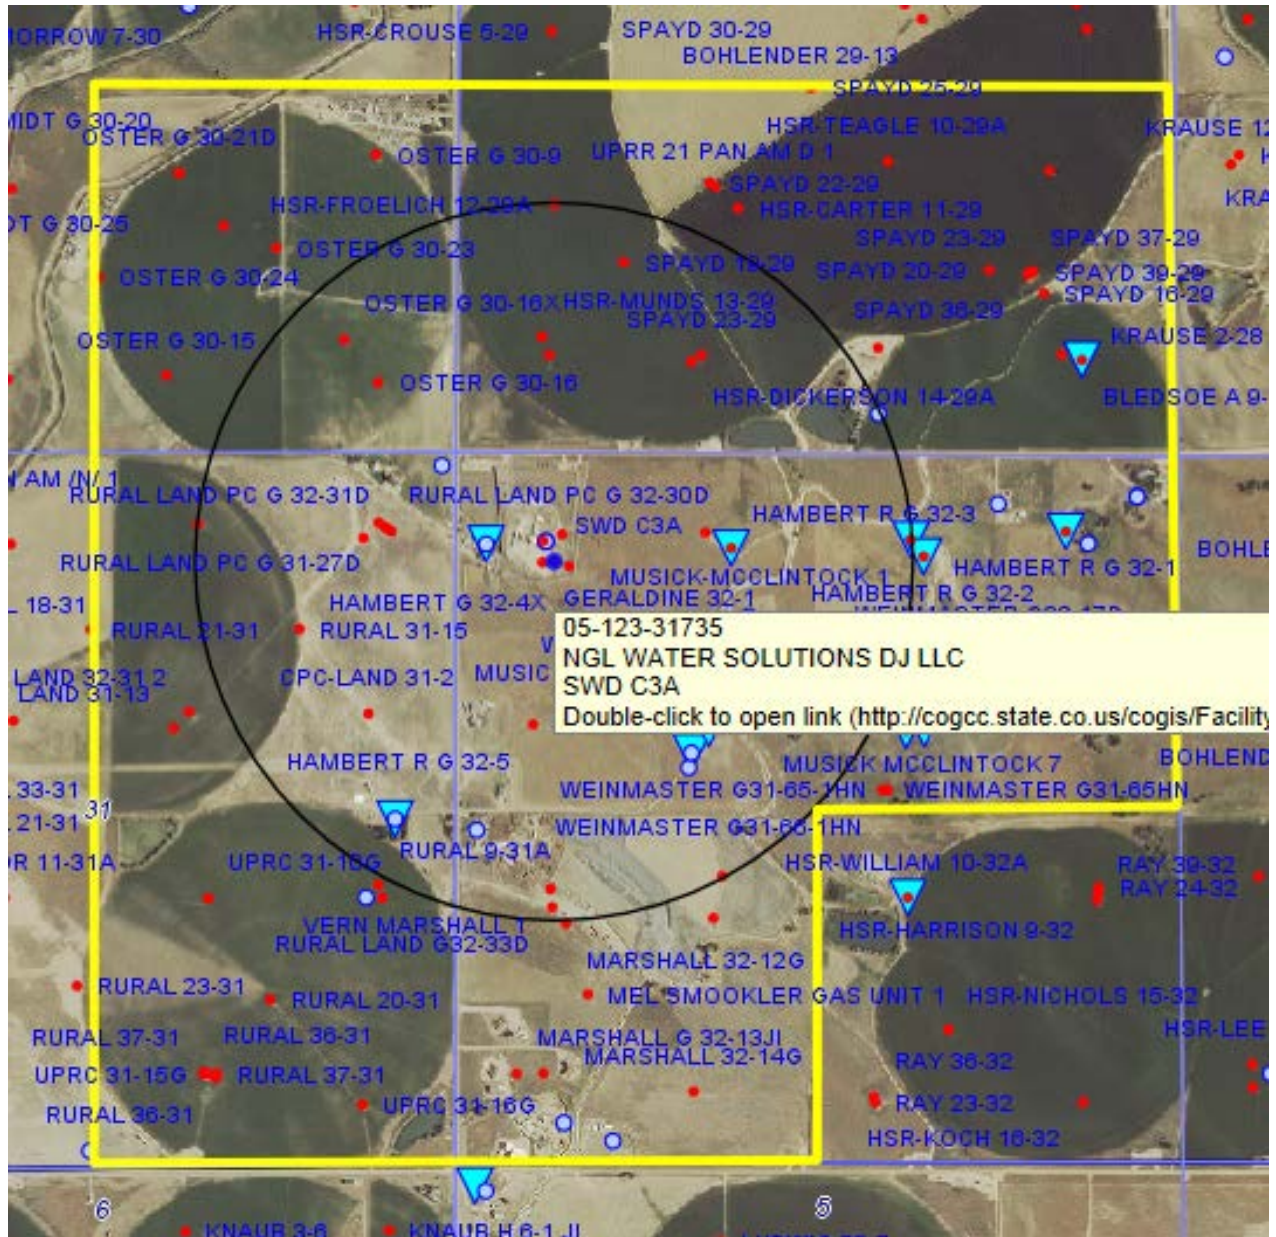 MORROW 7-30
HSR-CROUSE 5-29
SPAYD 30-29
BOHLENDER 29-13
SPAYD 25-29
MIDT G 30-20
OSTER G 30-21D
HSR-TEAGLE 10-29A
KRAUSE 12
OSTER G 30-9
UPRR 21 PAN AM D 1
K
SPAYD 22-29
KRA
DT G 30-25
HSR-FROELICH 12-29A
HSR-CARTER 11-29
OSTER G 30-23
SPAYD 23-29
SPAYD 37-29
OSTER G 30-24
SPAYD 19-29
SPAYD 20-29
SPAYD 39-29
SPAYD 16-29
OSTER G 30-16X
HSR-MUNDS 13-29
SPAYD 36-29
SPAYD 23-29
OSTER G 30-15
KRAUSE 2-28
OSTER G 30-16
HSR-DICKERSON 14-29A
BLEDSOE A 9-
AM /N/ 1
RURAL LAND PC G 32-31D
RURAL LAND PC G 32-30D
SWD C3A
HAMBERT R G 32-3
RURAL LAND PC G 31-27D
BOHLE
MUSICK-MCCLINTOCK 1
HAMBERT R G 32-1
HAMBERT G 32-4X
GERALDINE 32-1
HAMBERT R G 32-2
18-31
RURAL 21-31
RURAL 31-15
05-123-31735
NGL WATER SOLUTIONS DJ LLC
SWD C3A
Double-click to open link (http://cogcc.state.co.us/cogis/Facility
LAND 32-31 2
LAND 31-13
CPC-LAND 31-2
MUSIC
HAMBERT R G 32-5
MUSICK MCCLINTOCK 7
BOHLEND
33-31
WEINMASTER G31-65-1HN
WEINMASTER G31-65HN
31
21-31
WEINMASTER G31-66-1HN
OR 11-31A
UPRC 31-16G
RURAL 9-31A
HSR-WILLIAM 10-32A
RAY 39-32
RAY 24-32
VERN MARSHALL 1
RURAL LAND G32-33D
HSR-HARRISON 9-32
MARSHALL 32-12G
RURAL 23-31
RURAL 20-31
MEL SMOOKLER GAS UNIT 1
HSR-NICHOLS 15-32
RURAL 37-31
RURAL 36-31
MARSHALL G 32-13JI
HSR-LEE
MARSHALL 32-14G
UPRC 31-15G
RURAL 37-31
RAY 36-32
RURAL 36-31
UPRC 31-16G
RAY 23-32
HSR-KOCH 16-32
6
5
KNAUB 3-6
KNAUB H 6-1 JI